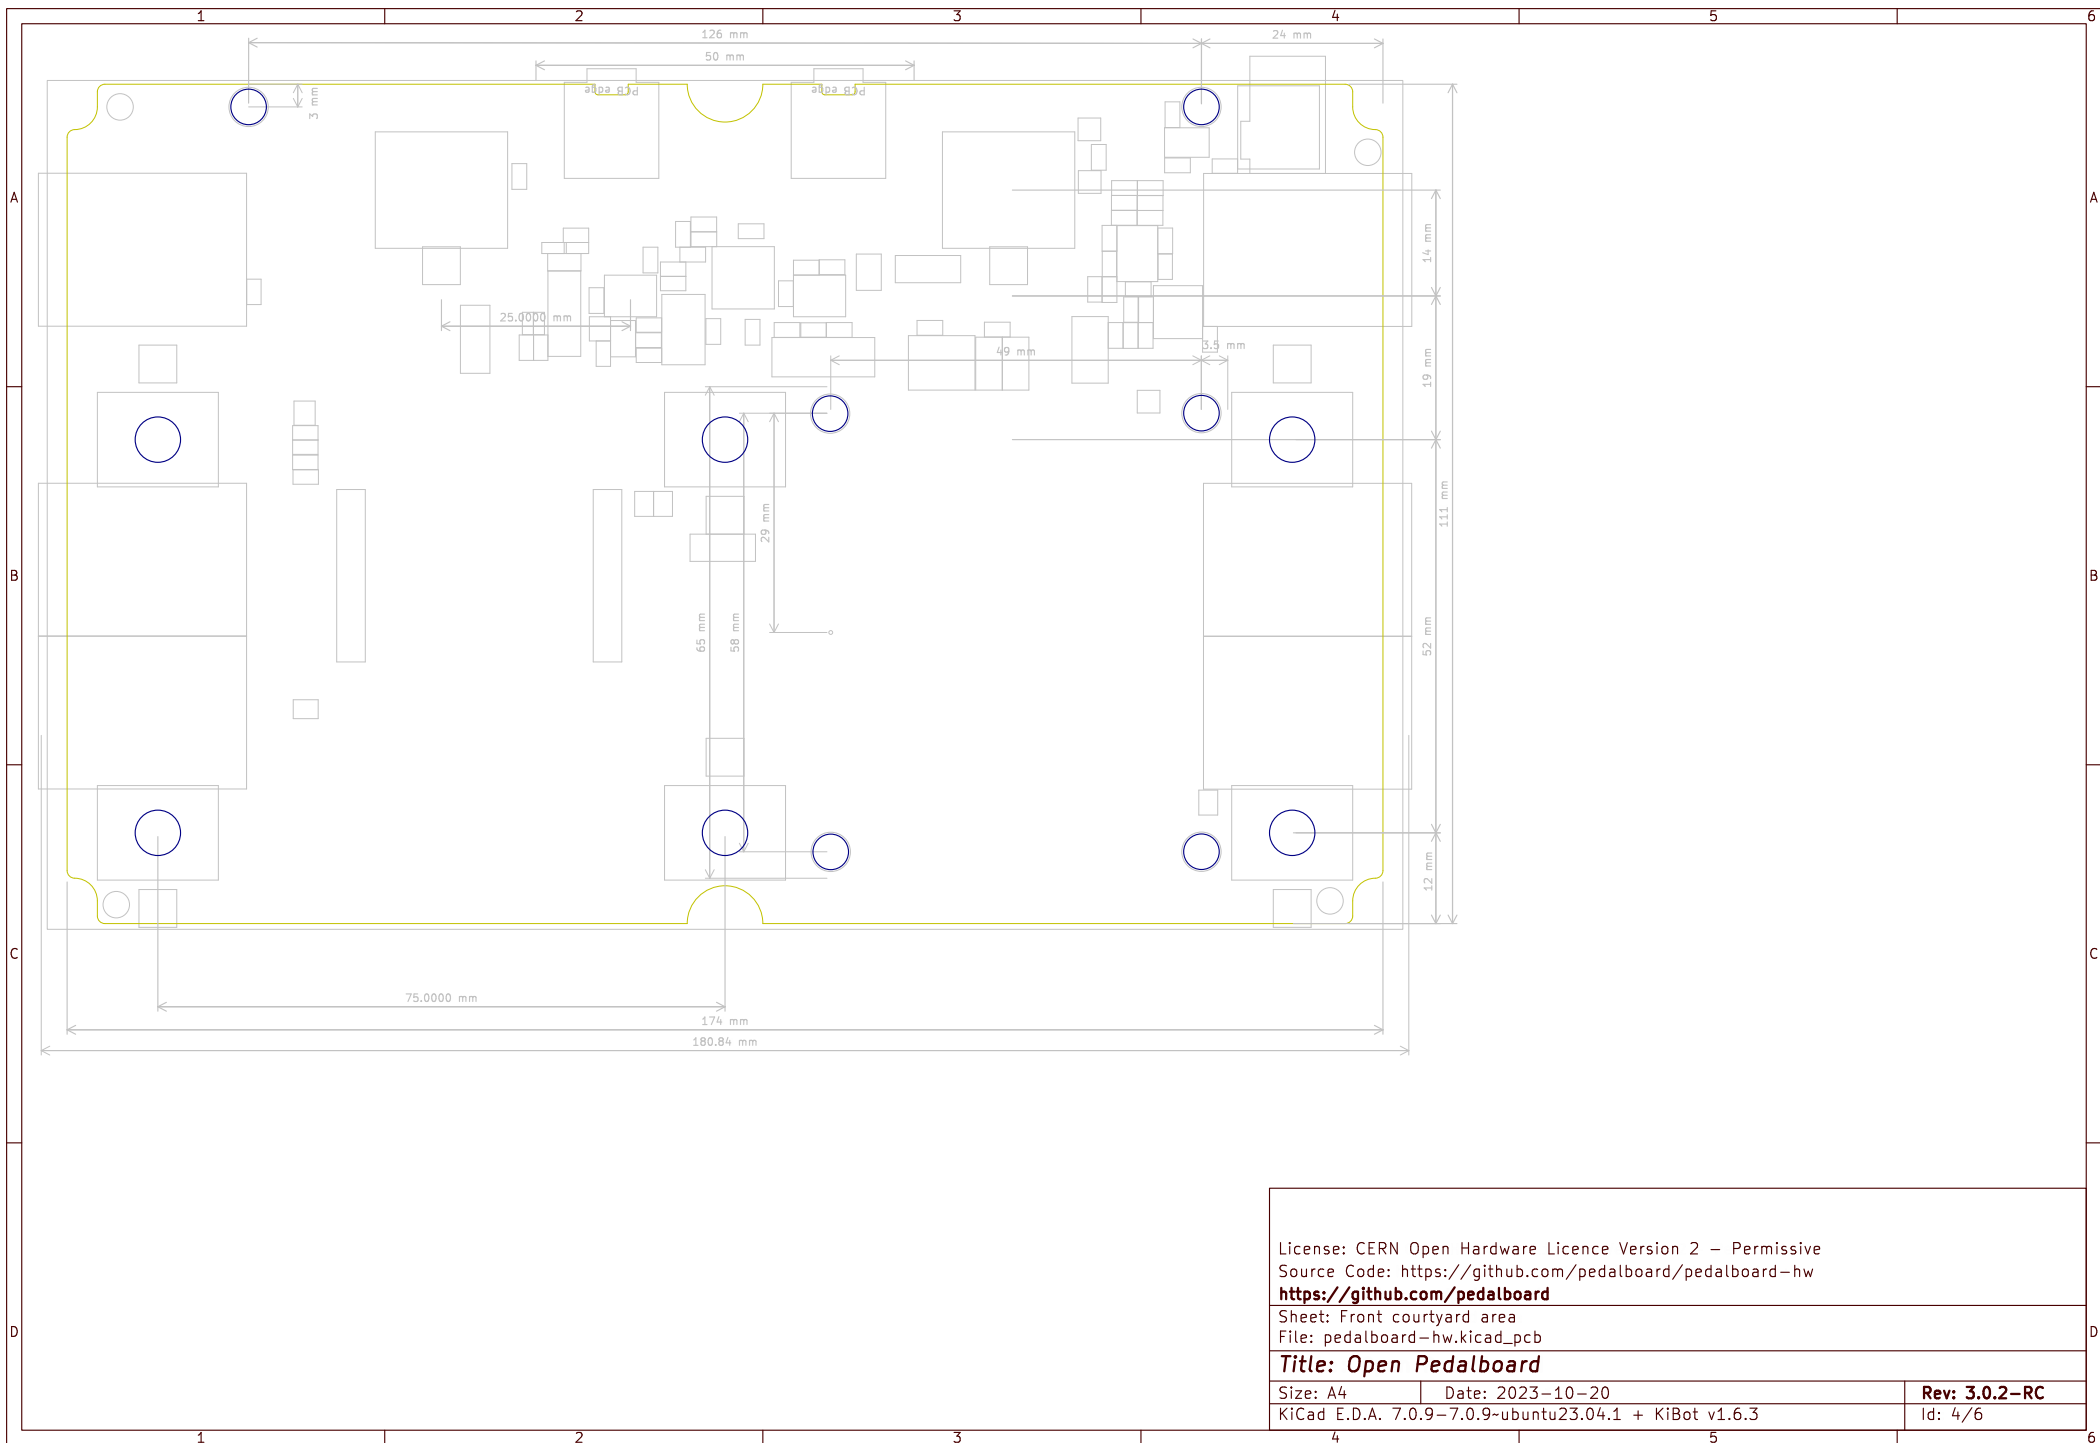 1 2 3 4 5 6
126 mm
24 mm
50 mm
3 mm
PCB edge
PCB edge
A
A
14 mm
25.0000 mm
49 mm
3.5 mm
19 mm
111 mm
29 mm
B
B
65 mm
58 mm
52 mm
12 mm
C
C
75.0000 mm
174 mm
180.84 mm
License: CERN Open Hardware Licence Version 2 - Permissive
Source Code: https://github.com/pedalboard/pedalboard-hw
https://github.com/pedalboard
Sheet: Front courtyard area
D
D
File: pedalboard-hw.kicad_pcb
Title: Open Pedalboard
Size: A4 Date: 2023-10-20 Rev: 3.0.2-RC
KiCad E.D.A. 7.0.9-7.0.9~ubuntu23.04.1 + KiBot v1.6.3 Id: 4/6
1 2 3 4 5 6